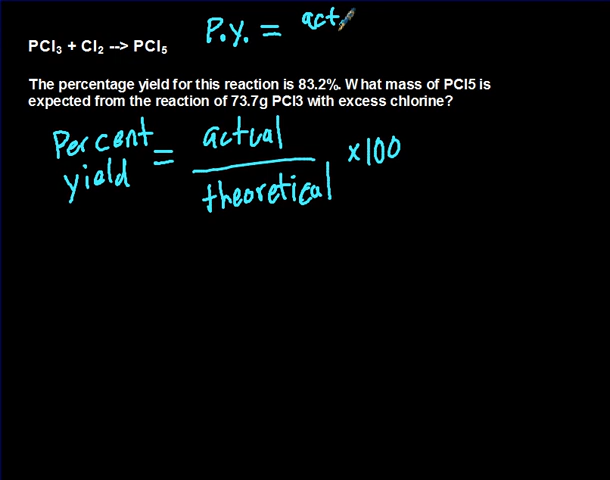 P.Y. = act
PCl3 + Cl2 --> PCl5
The percentage yield for this reaction is 83.2%. What mass of PCl5 is
expected from the reaction of 73.7g PCl3 with excess chlorine?
Percent yield = actual / theoretical x100